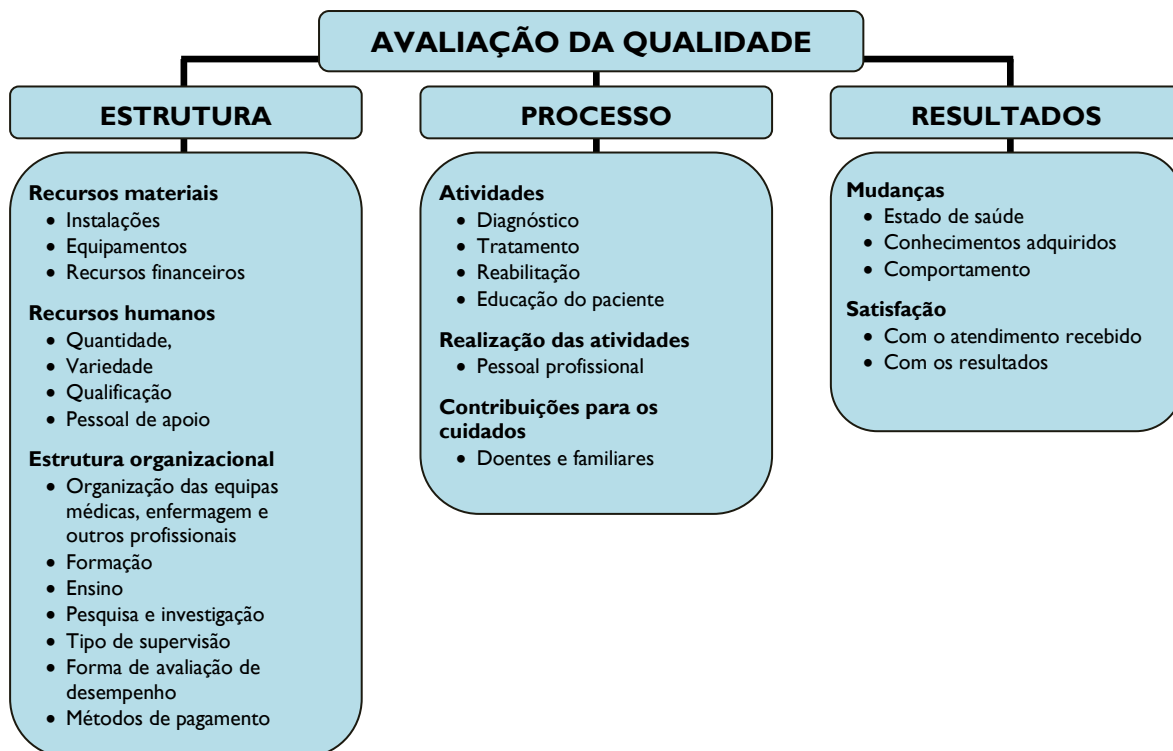 AVALIAÇÃO DA QUALIDADE
ESTRUTURA
Recursos materiais
• Instalações
• Equipamentos
• Recursos financeiros
Recursos humanos
• Quantidade,
• Variedade
• Qualificação
• Pessoal de apoio
Estrutura organizacional
• Organização das equipas
médicas, enfermagem e
outros profissionais
• Formação
• Ensino
• Pesquisa e investigação
• Tipo de supervisão
• Forma de avaliação de
desempenho
• Métodos de pagamento
PROCESSO
Atividades
• Diagnóstico
• Tratamento
• Reabilitação
• Educação do paciente
Realização das atividades
• Pessoal profissional
Contribuições para os
cuidados
• Doentes e familiares
RESULTADOS
Mudanças
• Estado de saúde
• Conhecimentos adquiridos
• Comportamento
Satisfação
• Com o atendimento recebido
• Com os resultados